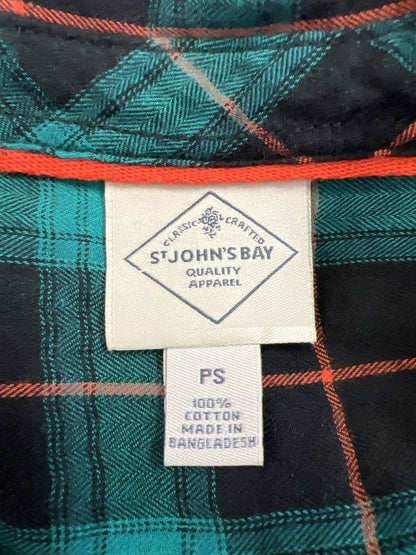 CLASSIC CRAFTED
ST JOHN'S BAY
QUALITY
APPAREL
PS
100%
COTTON
MADE IN
BANGLADESH